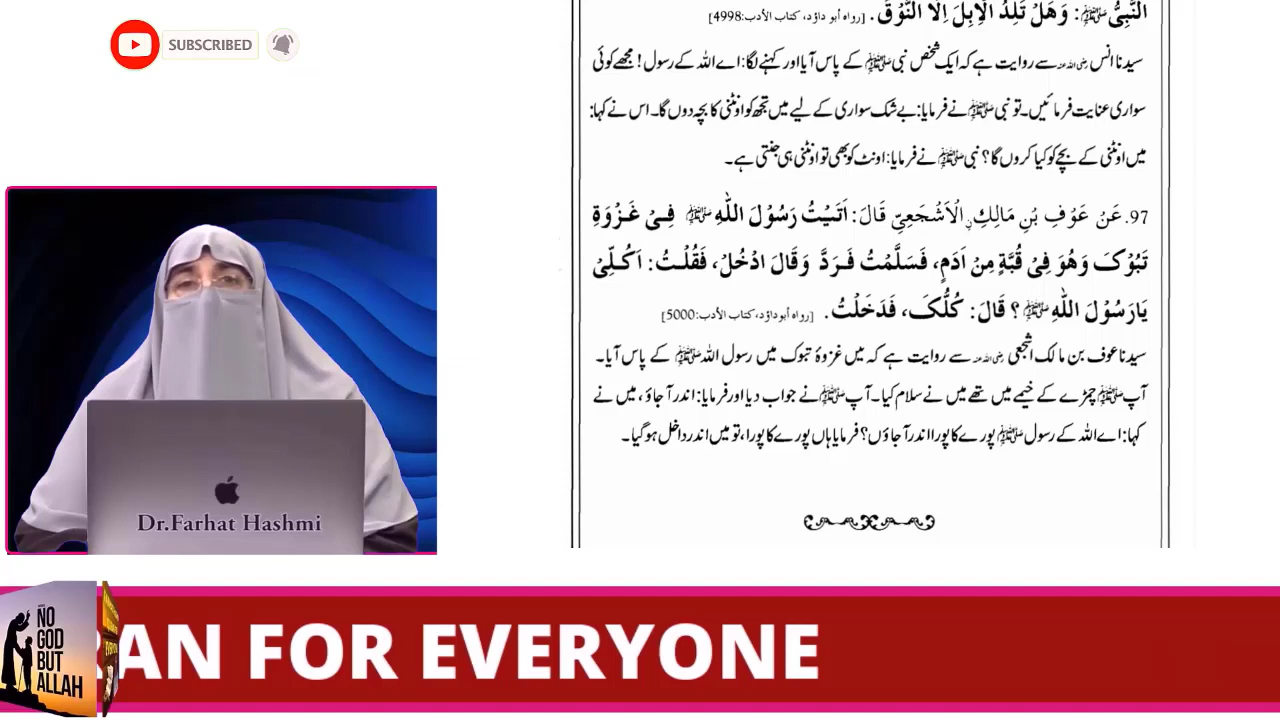 النَّبِیُّ ﷺ: وَهَلْ تَلِدُ الْاِبِلَ اِلَّا النُّوْقُ. [رواه أبو داؤد، كتاب الأدب:4998]
سیدنا انس رضی اللہ عنہ سے روایت ہے کہ ایک شخص نبی ﷺ کے پاس آیا اور کہنے لگا: اے اللہ کے رسول! مجھے کوئی
سواری عنایت فرمائیں۔ تو نبی ﷺ نے فرمایا: بے شک سواری کے لیے میں تجھ کو اونٹنی کا بچہ دوں گا۔ اس نے کہا:
میں اونٹنی کے بچے کو کیا کروں گا؟ نبی ﷺ نے فرمایا: اونٹ کو بھی تو اونٹنی ہی جنتی ہے۔
97. عَنْ عَوْفِ بْنِ مَالِكِ ِۨ الْاَشْجَعِیِّ قَالَ: اَتَیْتُ رَسُوْلَ اللّٰهِ ﷺ فِیْ غَزْوَةِ
تَبُوْکَ وَهُوَ فِیْ قُبَّةٍ مِنْ اَدَمٍ، فَسَلَّمْتُ فَرَدَّ وَقَالَ ادْخُلْ، فَقُلْتُ: اَکُلِّیْ
یَارَسُوْلَ اللّٰهِ ﷺ؟ قَالَ: کُلُّکَ، فَدَخَلْتُ. [رواه أبوداؤد، كتاب الأدب:5000]
سیدنا عوف بن مالک اشجعی رضی اللہ عنہ سے روایت ہے کہ میں غزوۂ تبوک میں رسول اللہ ﷺ کے پاس آیا۔
آپ ﷺ چمڑے کے خیمے میں تھے میں نے سلام کیا۔ آپ ﷺ نے جواب دیا اور فرمایا: اندر آ جاؤ، میں نے
کہا: اے اللہ کے رسول ﷺ پورے کا پورا اندر آ جاؤں؟ فرمایا ہاں پورے کا پورا، تو میں اندر داخل ہو گیا۔
SUBSCRIBED
Dr.Farhat Hashmi
NO
GOD
BUT
ALLAH
AN FOR EVERYONE